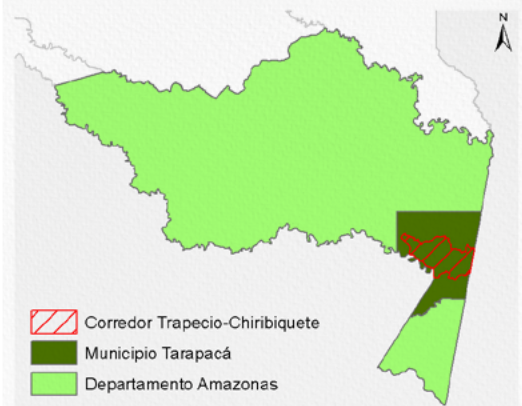 N
Corredor Trapecio-Chiribiquete
Municipio Tarapacá
Departamento Amazonas